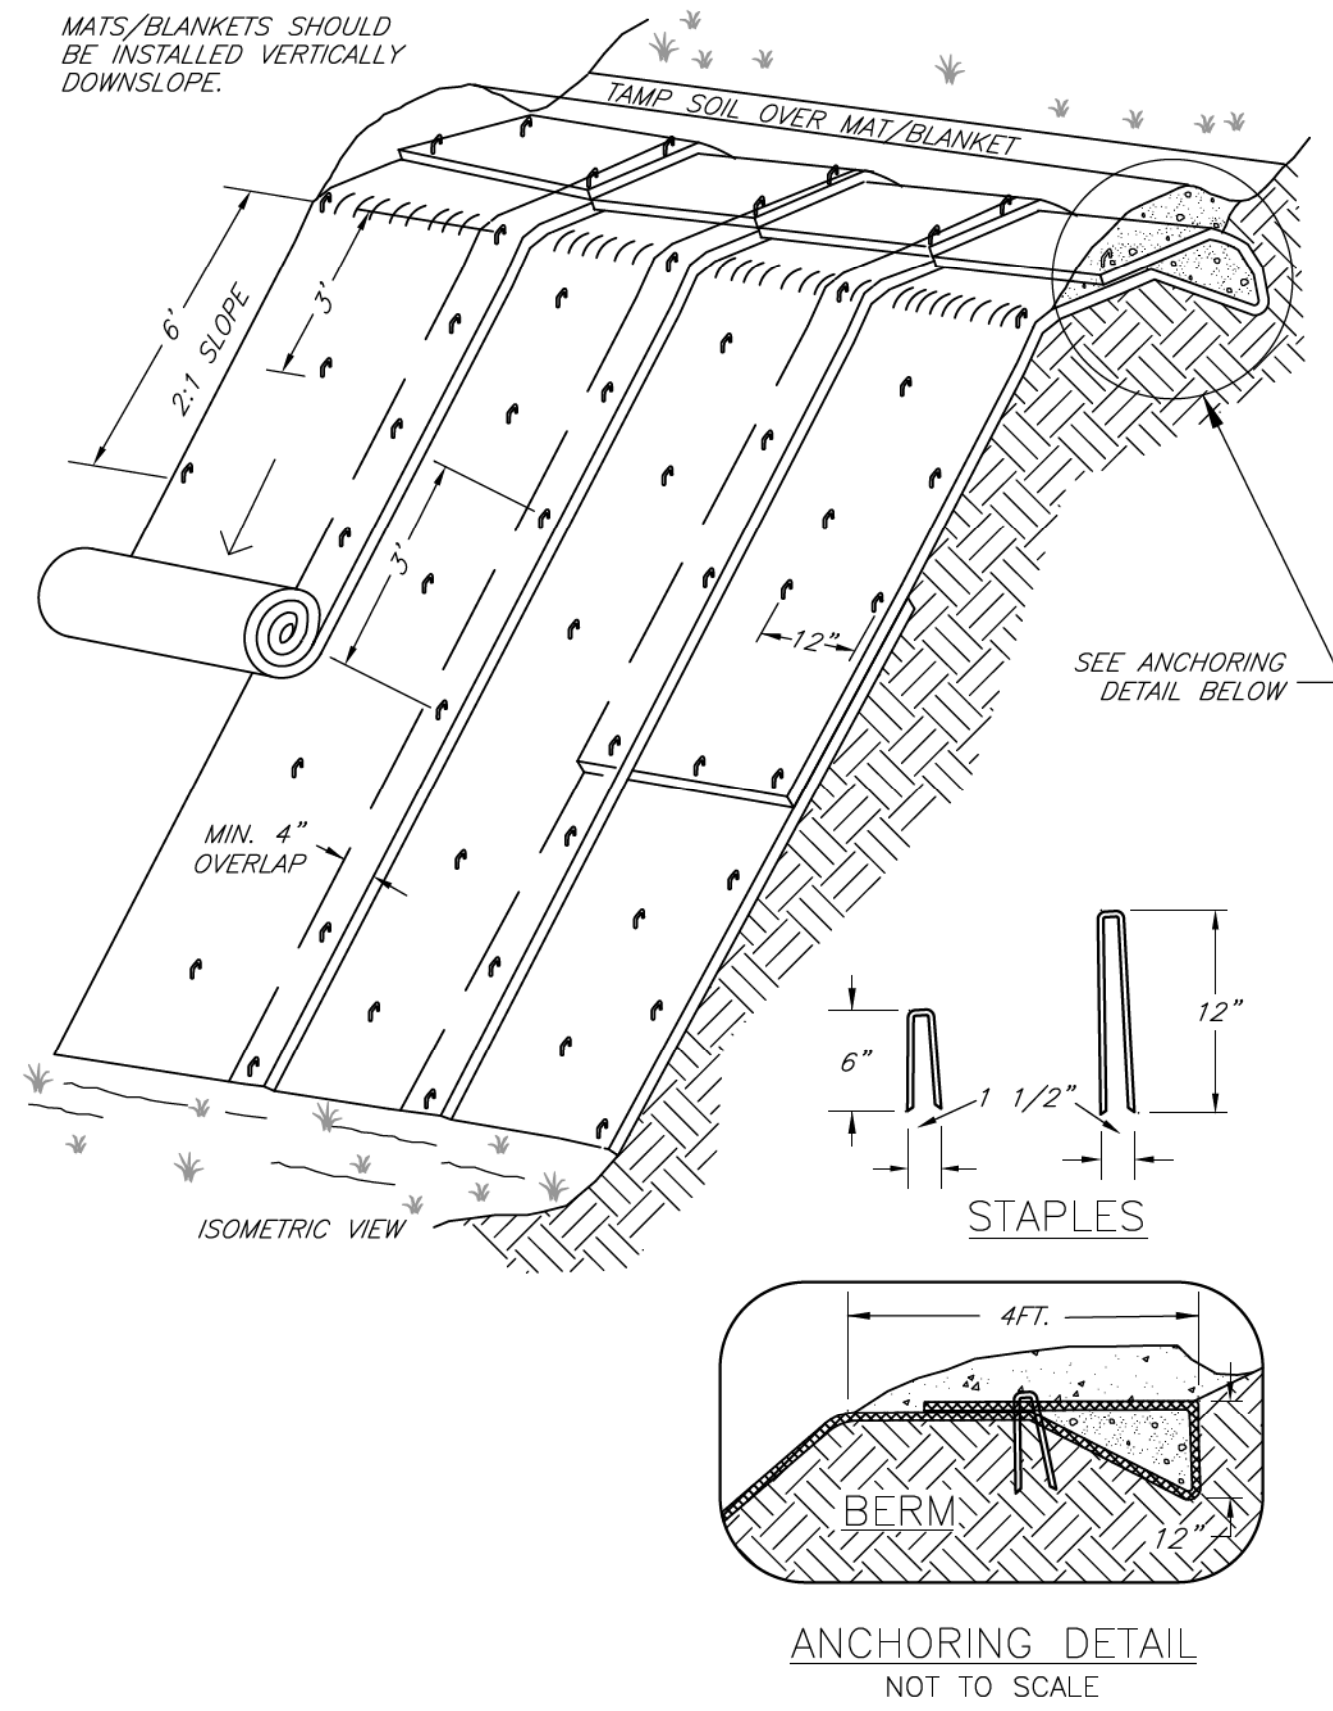 MATS/BLANKETS SHOULD
BE INSTALLED VERTICALLY
DOWNSLOPE.
TAMP SOIL OVER MAT/BLANKET
6'
2:1 SLOPE
3'
3'
12"
SEE ANCHORING
DETAIL BELOW
MIN. 4"
OVERLAP
6"
1 1/2"
12"
STAPLES
ISOMETRIC VIEW
4FT.
BERM
12"
ANCHORING DETAIL
NOT TO SCALE